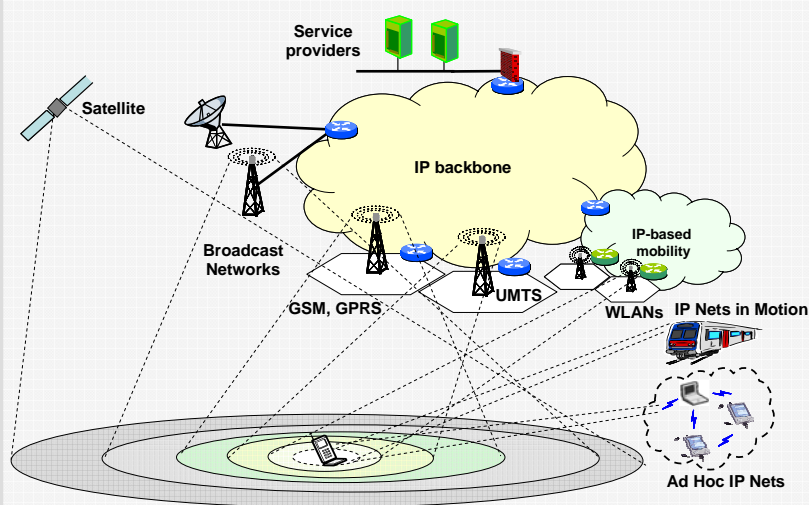 Service
providers
Satellite
IP backbone
IP-based
mobility
Broadcast
Networks
GSM, GPRS
UMTS
WLANs
IP Nets in Motion
Ad Hoc IP Nets